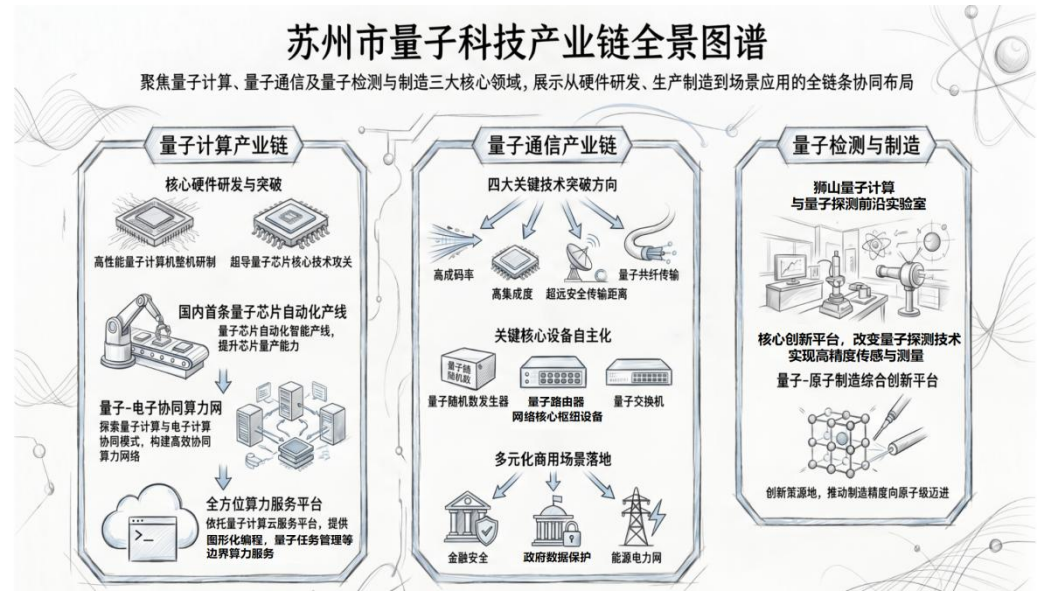 苏州市量子科技产业链全景图谱
聚焦量子计算、量子通信及量子检测与制造三大核心领域，展示从硬件研发、生产制造到场景应用的全链条协同布局
量子计算产业链
核心硬件研发与突破
高性能量子计算机整机研制
超导量子芯片核心技术攻关
国内首条量子芯片自动化产线
量子芯片自动化智能产线，
提升芯片量产能力
量子-电子协同算力网
探索量子计算与电子计算
协同模式，构建高效协同
算力网络
全方位算力服务平台
依托量子计算云服务平台，提供
图形化编程，量子任务管理等
边界算力服务
量子通信产业链
四大关键技术突破方向
高成码率
高集成度
超远安全传输距离
量子共纤传输
关键核心设备自主化
量子随
随机数
量子随机数发生器
量子路由器
网络核心枢纽设备
量子交换机
多元化商用场景落地
金融安全
政府数据保护
能源电力网
量子检测与制造
狮山量子计算
与量子探测前沿实验室
核心创新平台，改变量子探测技术
实现高精度传感与测量
量子-原子制造综合创新平台
创新策源地，推动制造精度向原子级迈进